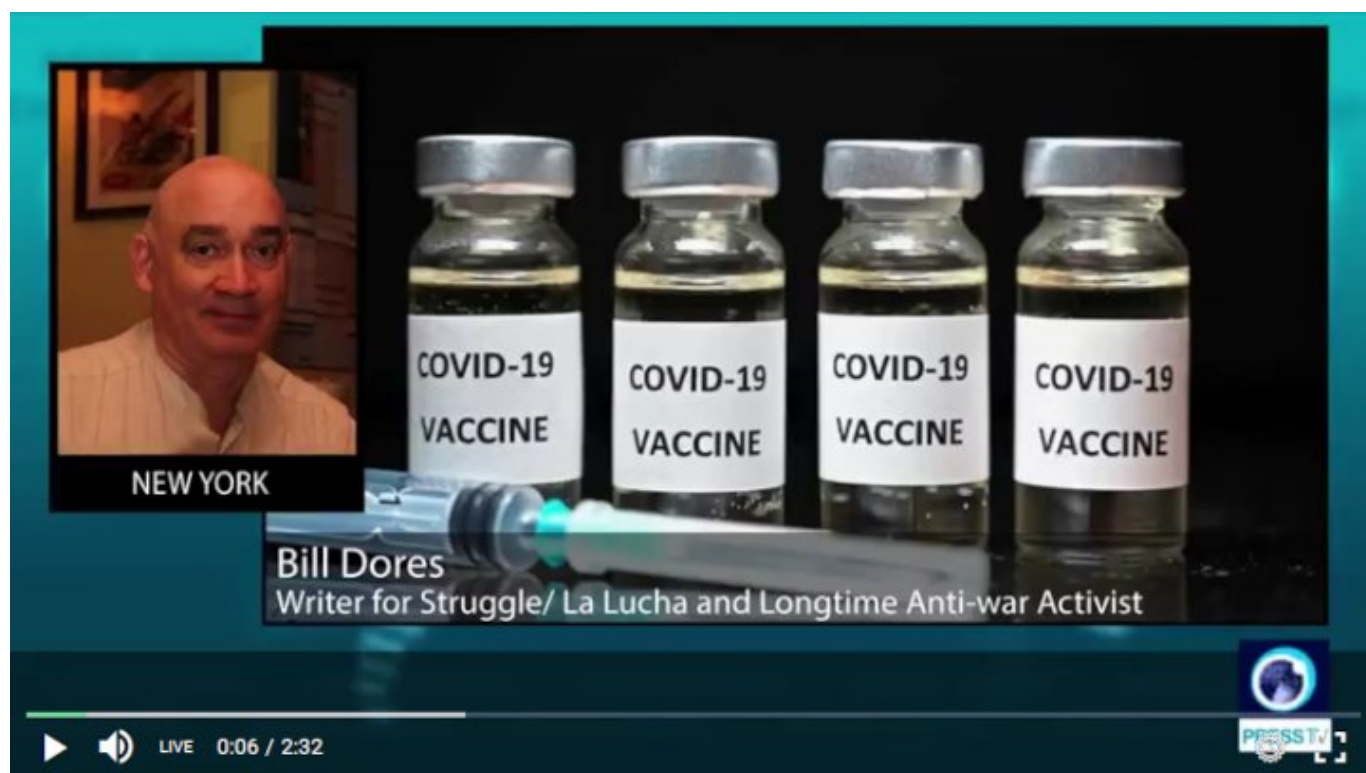 NEW YORK
COVID-19
VACCINE
COVID-19
VACCINE
COVID-19
VACCINE
COVID-19
VACCINE
Bill Dores
Writer for Struggle/ La Lucha and Longtime Anti-war Activist
PRESS TV
LIVE 0:06 / 2:32